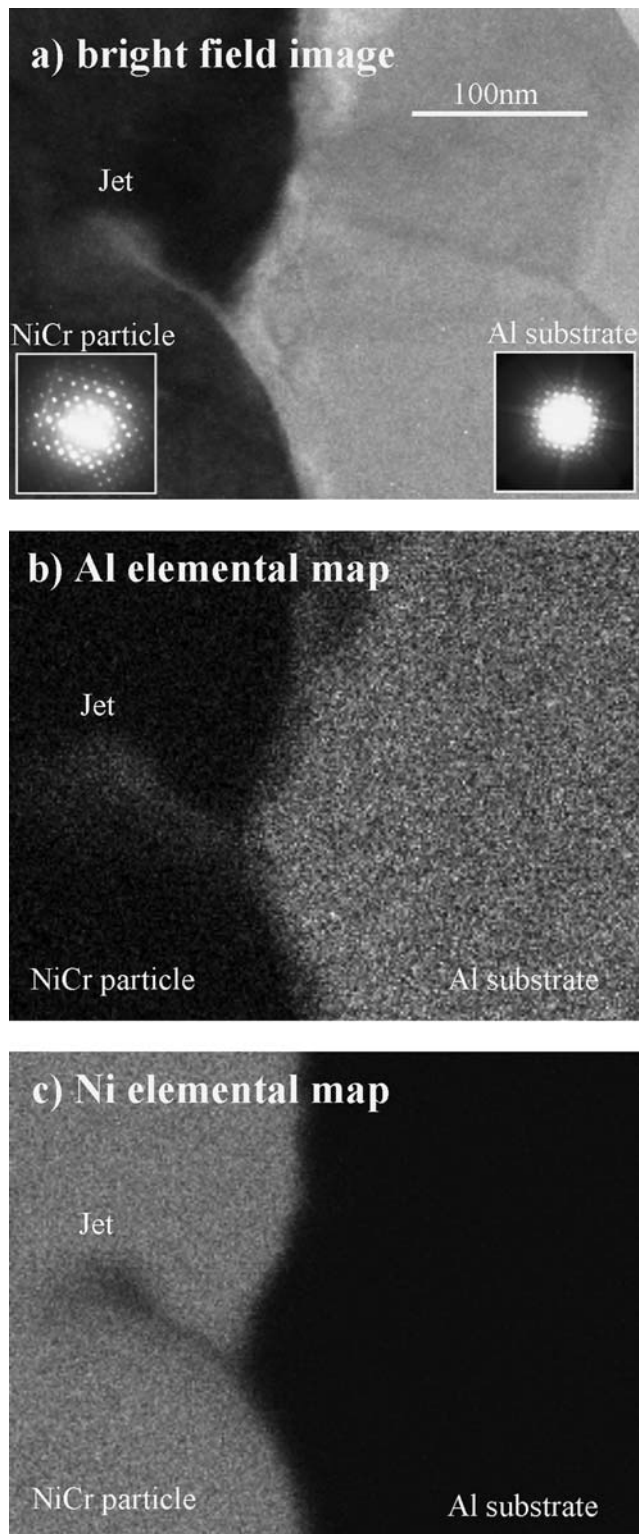 a) bright field image
100nm
Jet
NiCr particle
Al substrate
b) Al elemental map
Jet
NiCr particle
Al substrate
c) Ni elemental map
Jet
NiCr particle
Al substrate